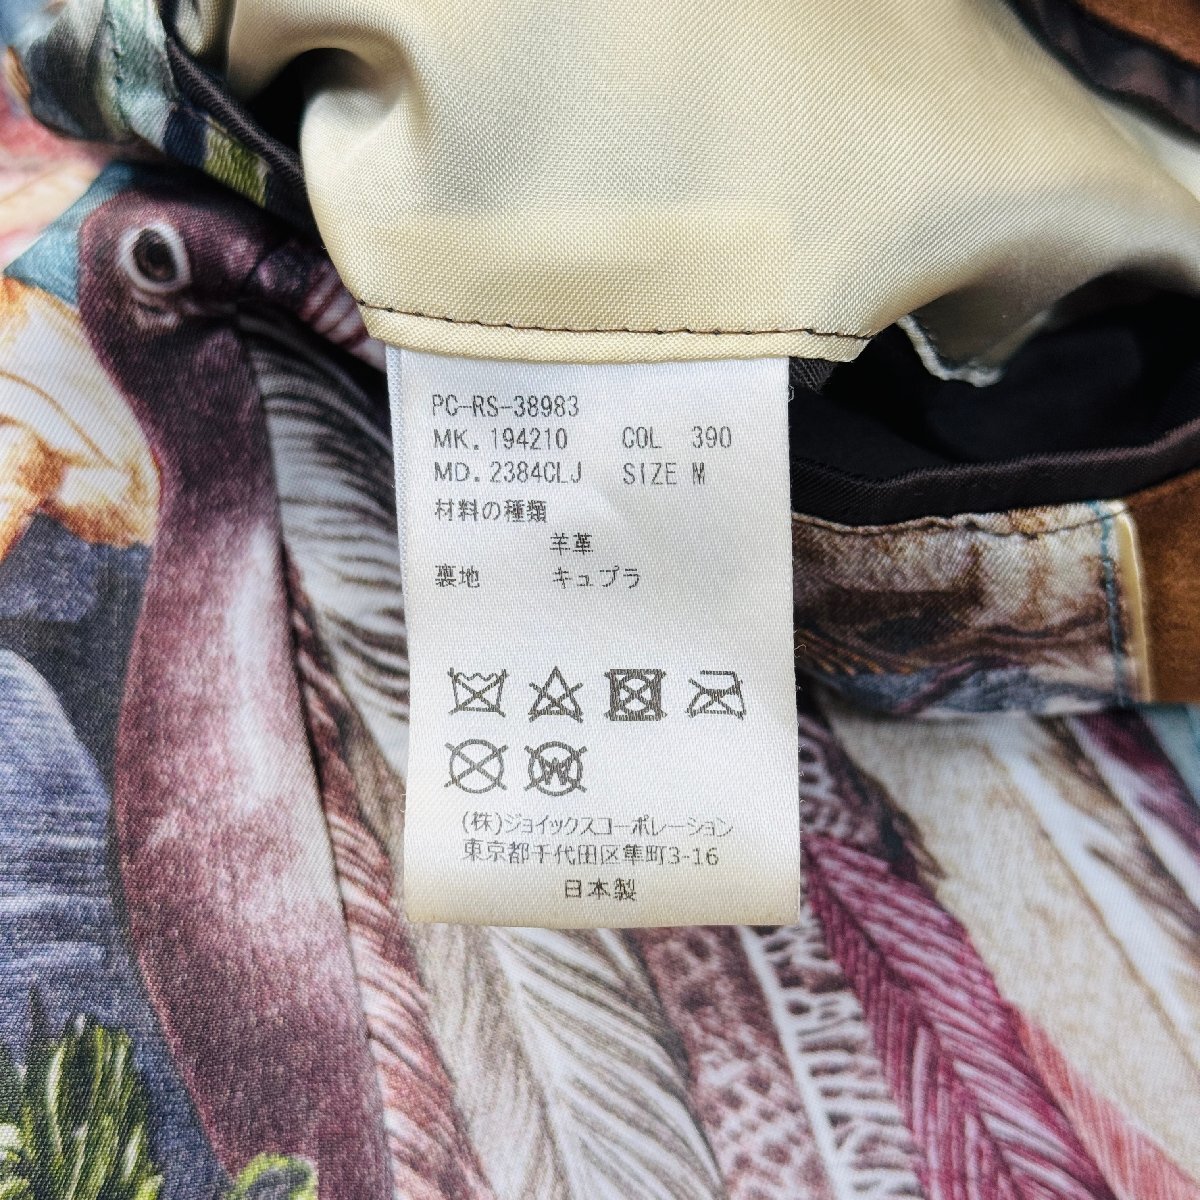 PC-RS-38983
MK. 194210 COL 390
MD. 2384CLJ SIZE M
材料の種類
羊革
裏地 キュプラ
W
(株)ジョイックスコーポレーション
東京都千代田区隼町3-16
日本製